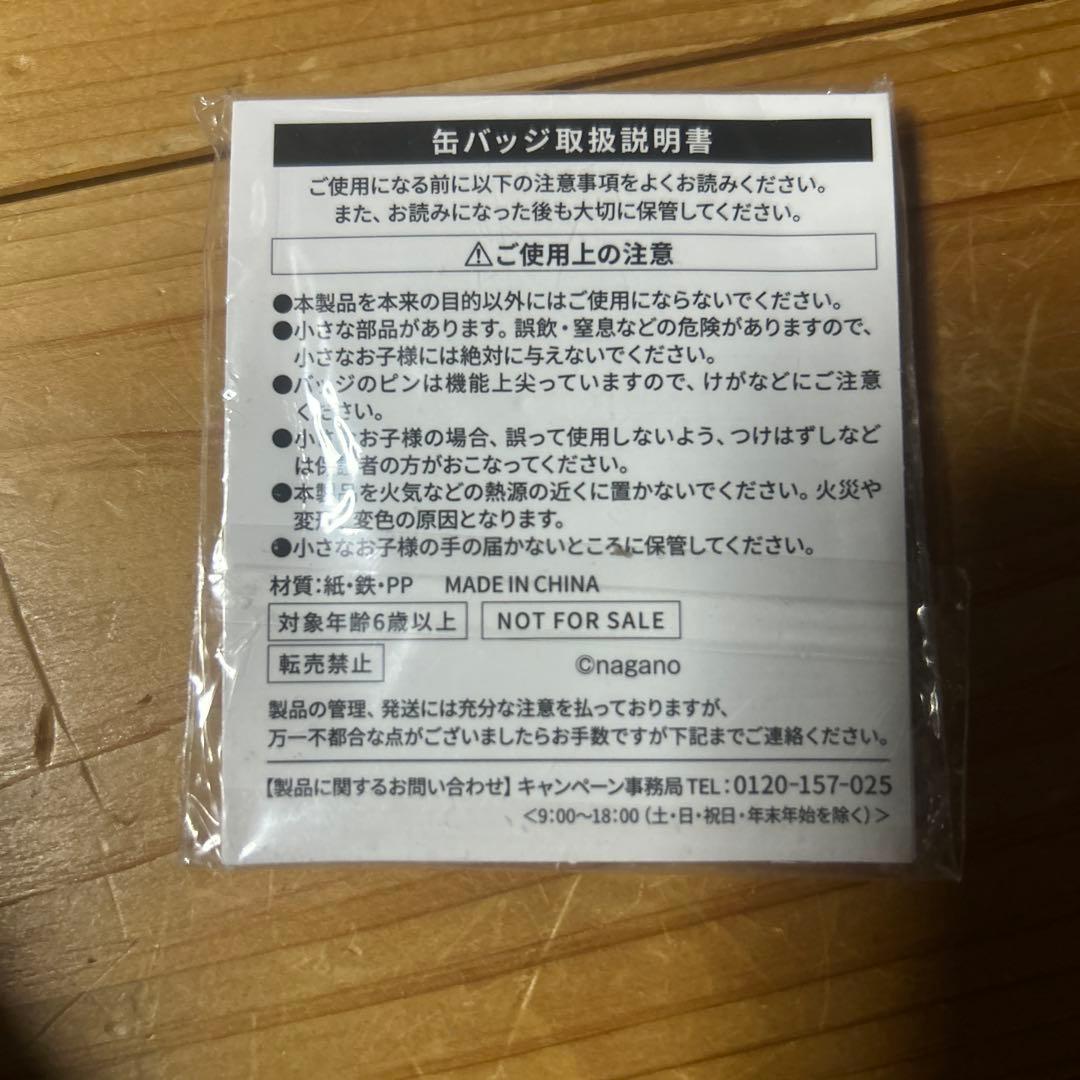 缶バッジ取扱説明書
ご使用になる前に以下の注意事項をよくお読みください。
また、お読みになった後も大切に保管してください。
⚠ご使用上の注意
●本製品を本来の目的以外にはご使用にならないでください。
●小さな部品があります。誤飲・窒息などの危険がありますので、
小さなお子様には絶対に与えないでください。
●バッジのピンは機能上尖っていますので、けがなどにご注意
ください。
●小さなお子様の場合、誤って使用しないよう、つけはずしなど
は保護者の方がおこなってください。
●本製品を火気などの熱源の近くに置かないでください。火災や
変形、変色の原因となります。
●小さなお子様の手の届かないところに保管してください。
材質:紙・鉄・PP MADE IN CHINA
対象年齢6歳以上 NOT FOR SALE
転売禁止 ©nagano
製品の管理、発送には充分な注意を払っておりますが、
万一不都合な点がございましたらお手数ですが下記までご連絡ください。
【製品に関するお問い合わせ】キャンペーン事務局 TEL:0120-157-025
<9:00〜18:00(土・日・祝日・年末年始を除く)>